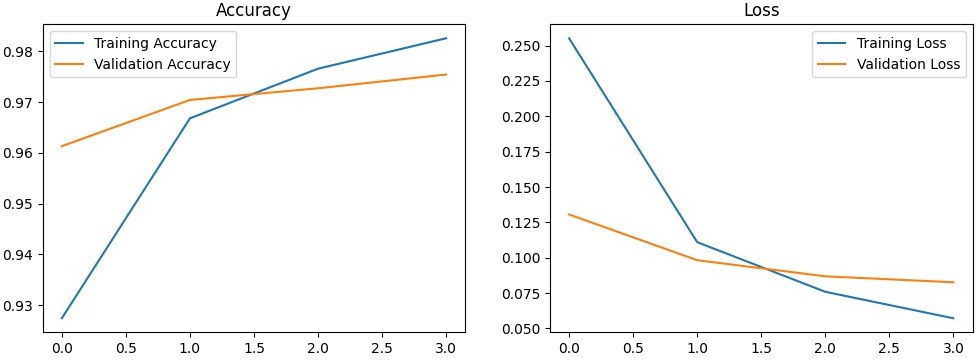 Accuracy
Training Accuracy
Validation Accuracy
0.98
0.97
0.96
0.95
0.94
0.93
0.0 0.5 1.0 1.5 2.0 2.5 3.0
Loss
Training Loss
Validation Loss
0.250
0.225
0.200
0.175
0.150
0.125
0.100
0.075
0.050
0.0 0.5 1.0 1.5 2.0 2.5 3.0